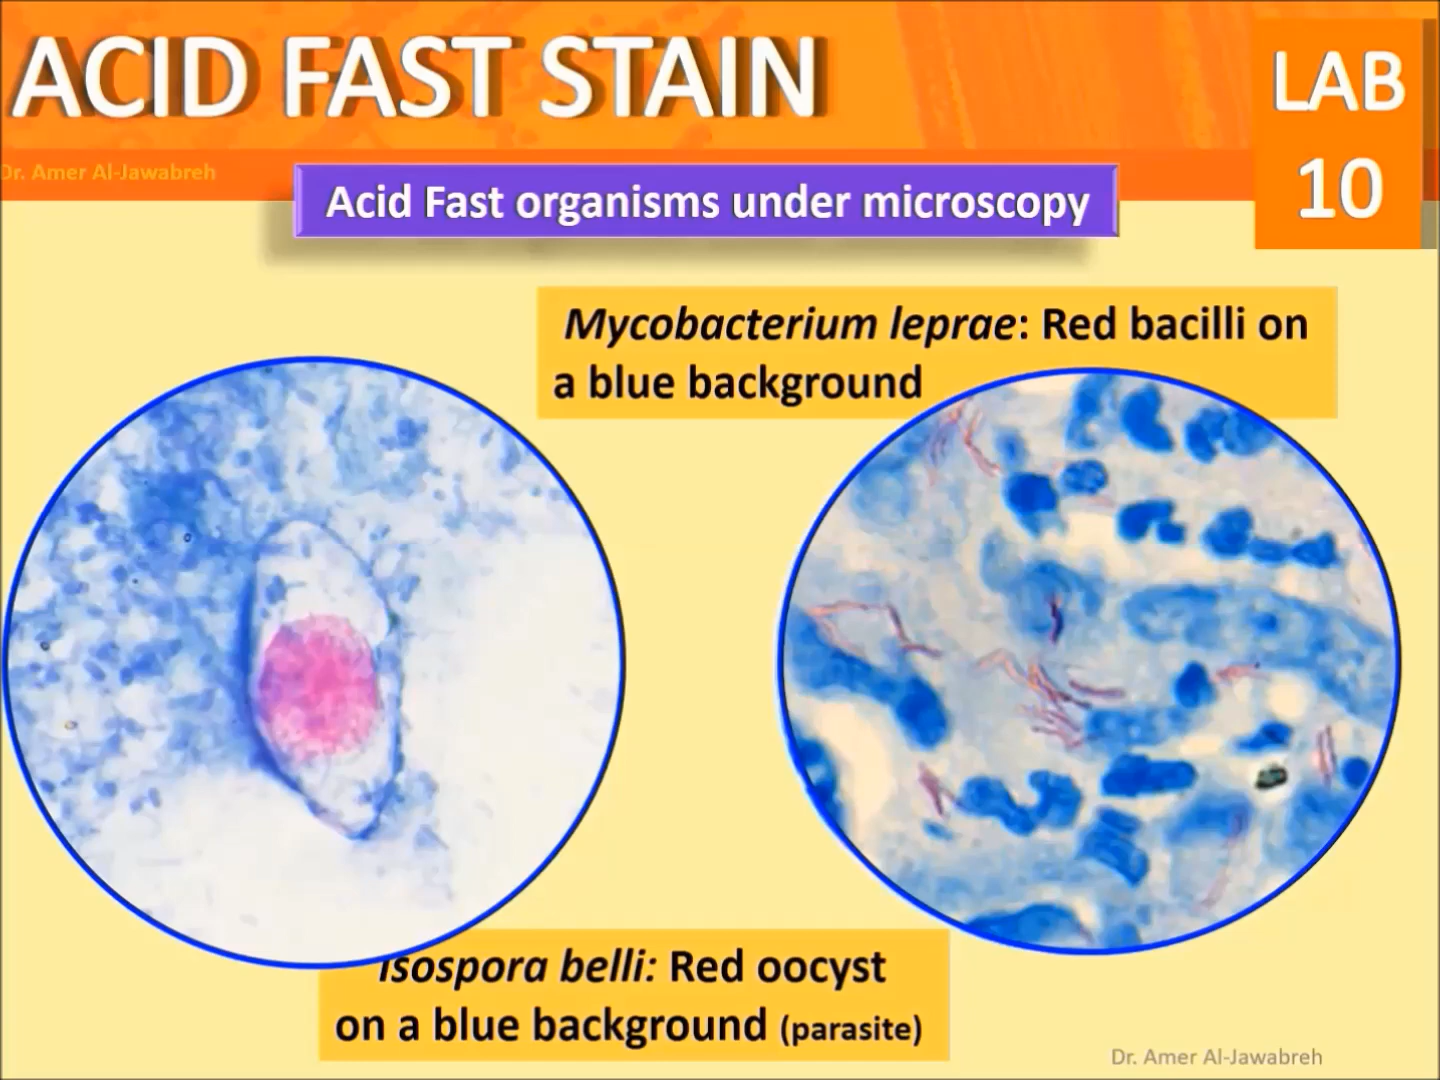 ACID FAST STAIN
LAB
10
Dr. Amer Al-Jawabreh
Acid Fast organisms under microscopy
Mycobacterium leprae: Red bacilli on
a blue background
Isospora belli: Red oocyst
on a blue background (parasite)
Dr. Amer Al-Jawabreh